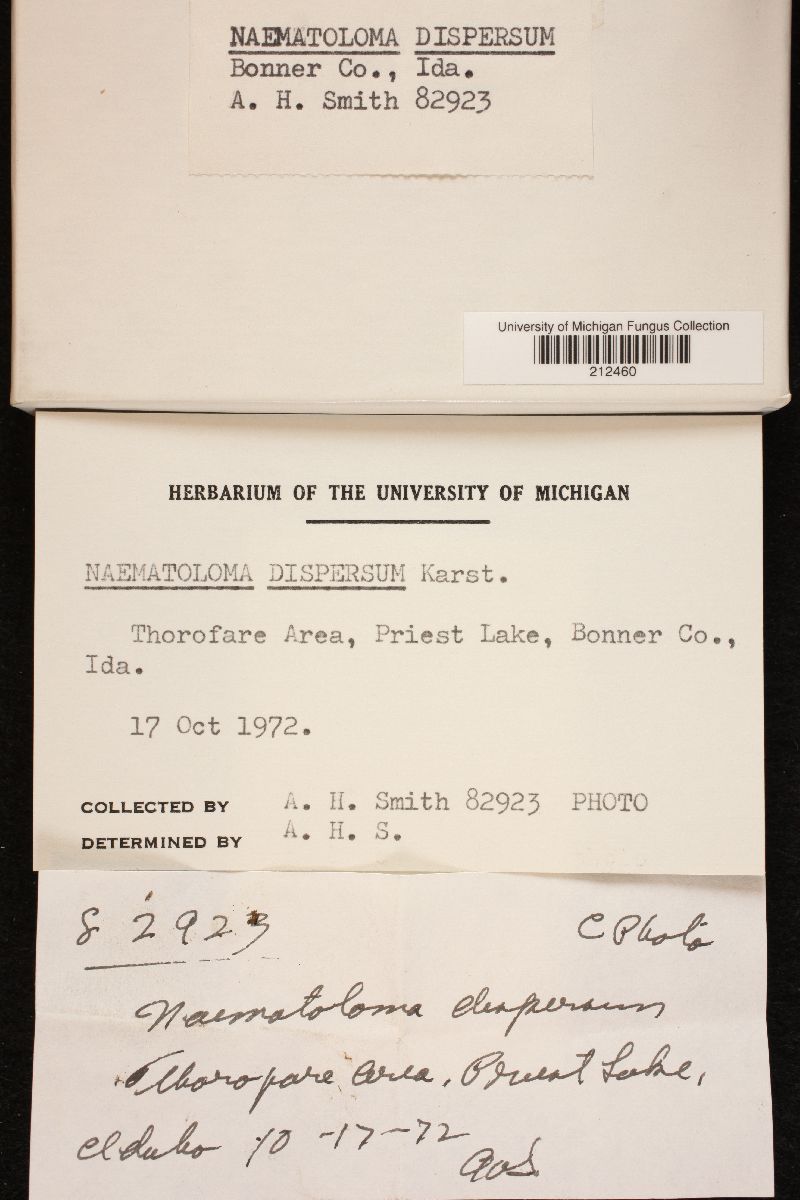 NAEMATOLOMA DISPERSUM
Bonner Co., Ida.
A. H. Smith 82923
University of Michigan Fungus Collection
212460
HERBARIUM OF THE UNIVERSITY OF MICHIGAN
NAEMATOLOMA DISPERSUM Karst.
Thorofare Area, Priest Lake, Bonner Co.,
Ida.
17 Oct 1972.
COLLECTED BY A. H. Smith 82923 PHOTO
DETERMINED BY A. H. S.
82923 C Photo
Naematoloma dispersum
Thorofare Area, Priest Lake,
Idaho 10-17-72